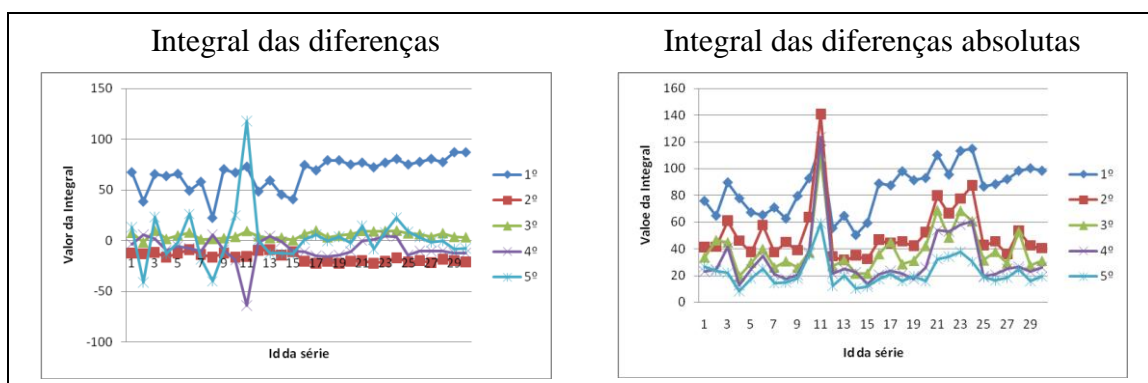 Integral das diferenças
Valor da Integral
150
100
50
0
-50
-100
1 3 5 7 9 11 13 15 17 19 21 23 25 27 29
Id da série
1º
2º
3º
4º
5º
Integral das diferenças absolutas
Valoe da Integral
160
140
120
100
80
60
40
20
0
1 3 5 7 9 11 13 15 17 19 21 23 25 27 29
Id da série
1º
2º
3º
4º
5º